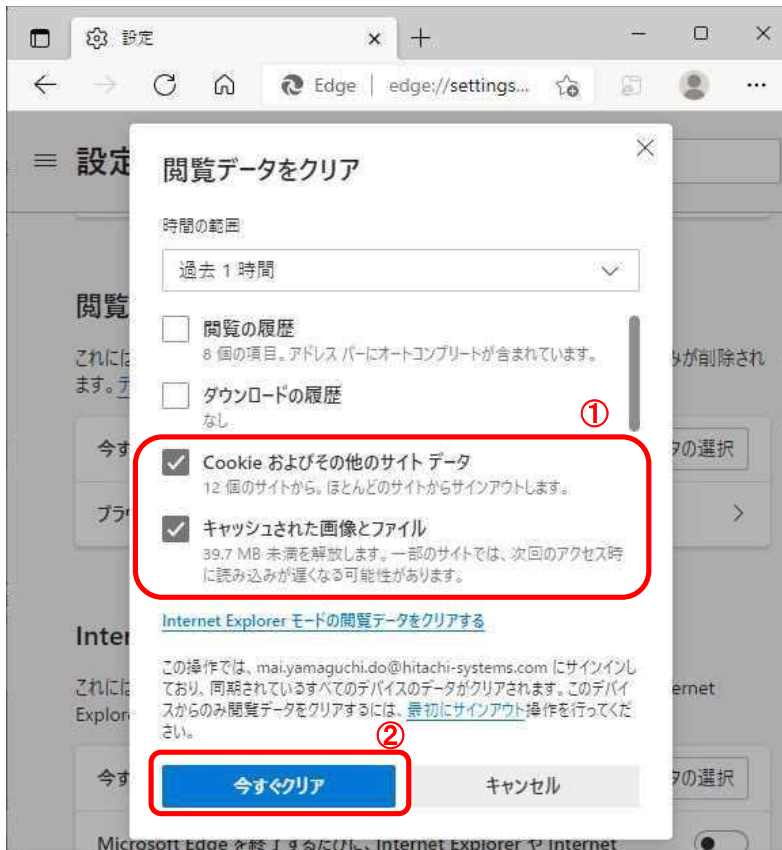 設定
Edge | edge://settings...
設定
閲覧データをクリア
時間の範囲
過去 1 時間
閲覧
閲覧の履歴
8 個の項目。アドレス バーにオートコンプリートが含まれています。
これには
みが削除され
ます。デ
ダウンロードの履歴
なし
①
今す
タの選択
Cookie およびその他のサイト データ
12 個のサイトから。ほとんどのサイトからサインアウトします。
ブラウ
キャッシュされた画像とファイル
39.7 MB 未満を解放します。一部のサイトでは、次回のアクセス時
に読み込みが遅くなる可能性があります。
Internet Explorer モードの閲覧データをクリアする
Inter
この操作では、mai.yamaguchi.do@hitachi-systems.com にサインインし
ており、同期されているすべてのデバイスのデータがクリアされます。このデバイ
スからのみ閲覧データをクリアするには、最初にサインアウト操作を行ってくだ
さい。
これには
ernet
Explor
②
今す
タの選択
今すぐクリア
キャンセル
Microsoft Edge を終了するたびに、Internet Explorer や Internet